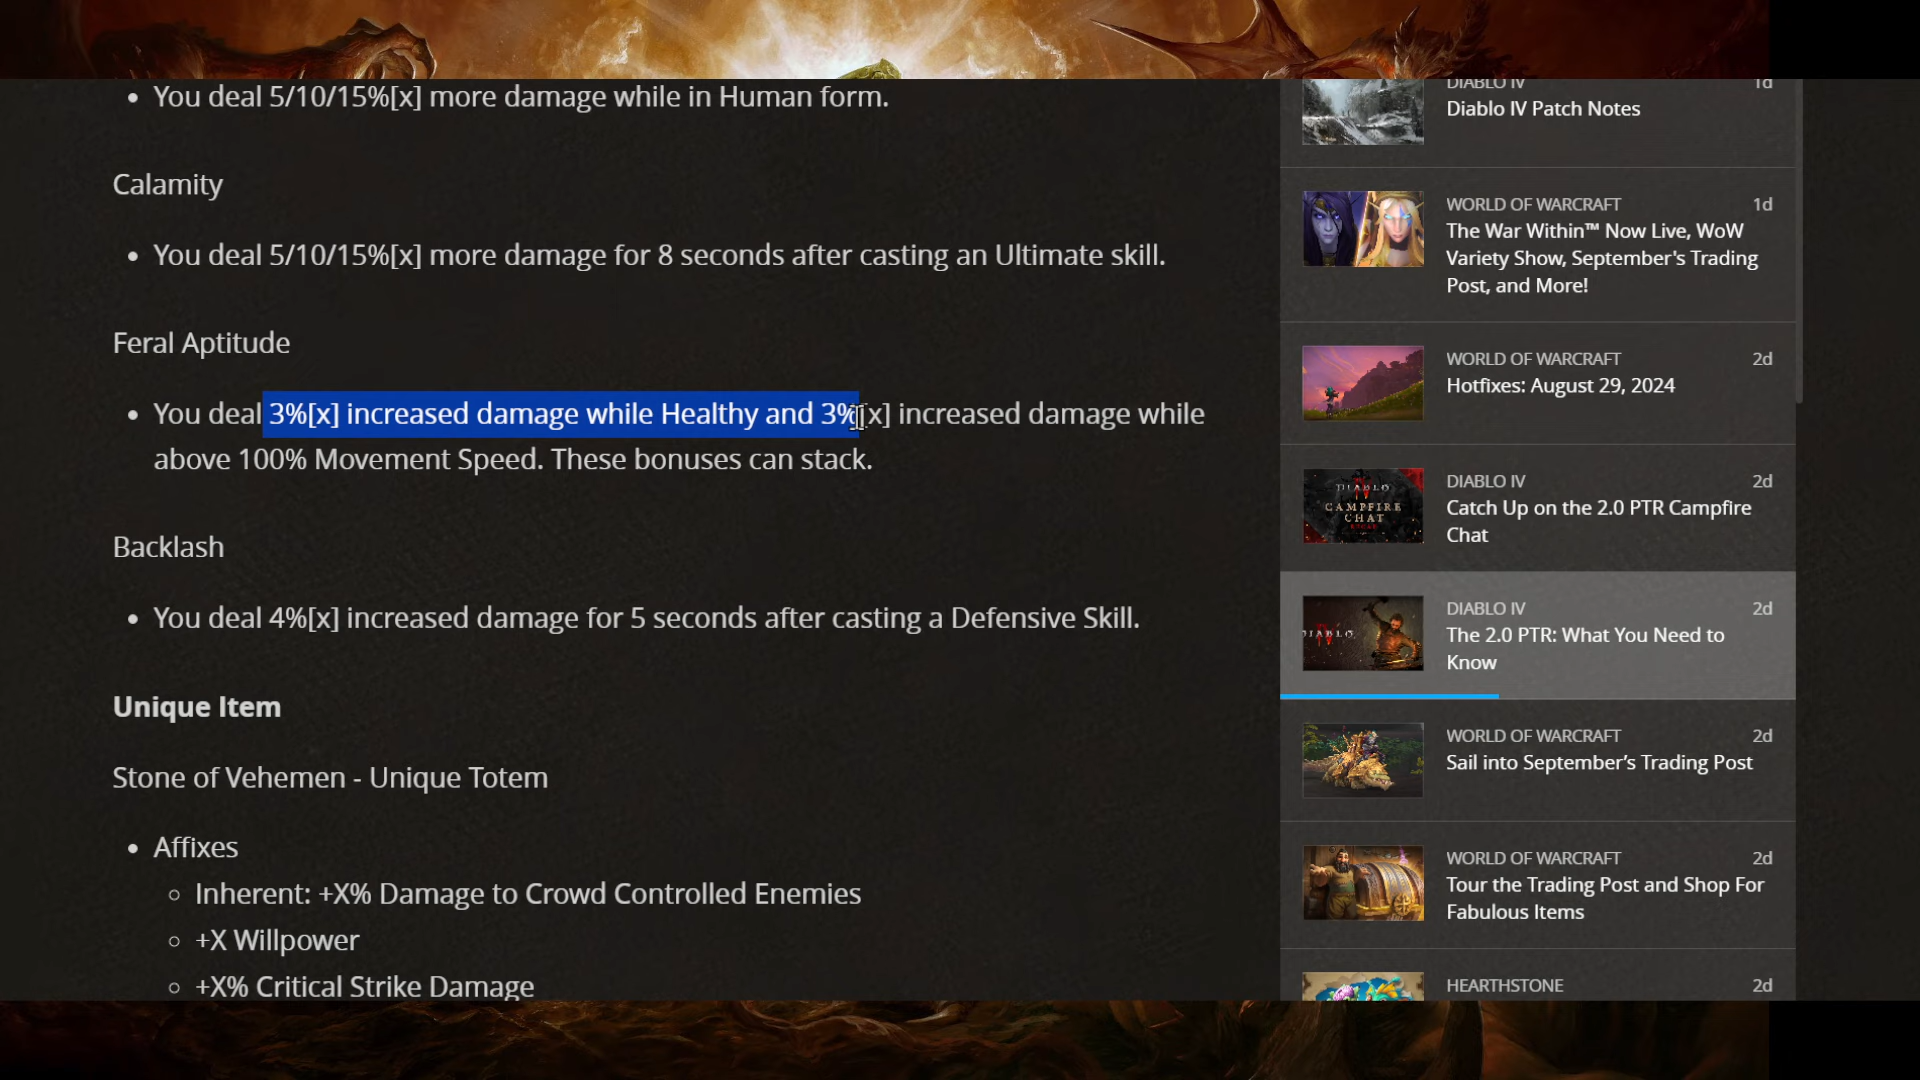 You deal 5/10/15%[x] more damage while in Human form.
Calamity
You deal 5/10/15%[x] more damage for 8 seconds after casting an Ultimate skill.
Feral Aptitude
You deal 3%[x] increased damage while Healthy and 3%[x] increased damage while
above 100% Movement Speed. These bonuses can stack.
Backlash
You deal 4%[x] increased damage for 5 seconds after casting a Defensive Skill.
Unique Item
Stone of Vehemen - Unique Totem
Affixes
Inherent: +X% Damage to Crowd Controlled Enemies
+X Willpower
+X% Critical Strike Damage
DIABLO IV 1d
Diablo IV Patch Notes
WORLD OF WARCRAFT 1d
The War Within™ Now Live, WoW
Variety Show, September's Trading
Post, and More!
WORLD OF WARCRAFT 2d
Hotfixes: August 29, 2024
DIABLO IV
CAMPFIRE
CHAT
DIABLO IV 2d
Catch Up on the 2.0 PTR Campfire
Chat
DIABLO
DIABLO IV 2d
The 2.0 PTR: What You Need to
Know
WORLD OF WARCRAFT 2d
Sail into September’s Trading Post
WORLD OF WARCRAFT 2d
Tour the Trading Post and Shop For
Fabulous Items
HEARTHSTONE 2d